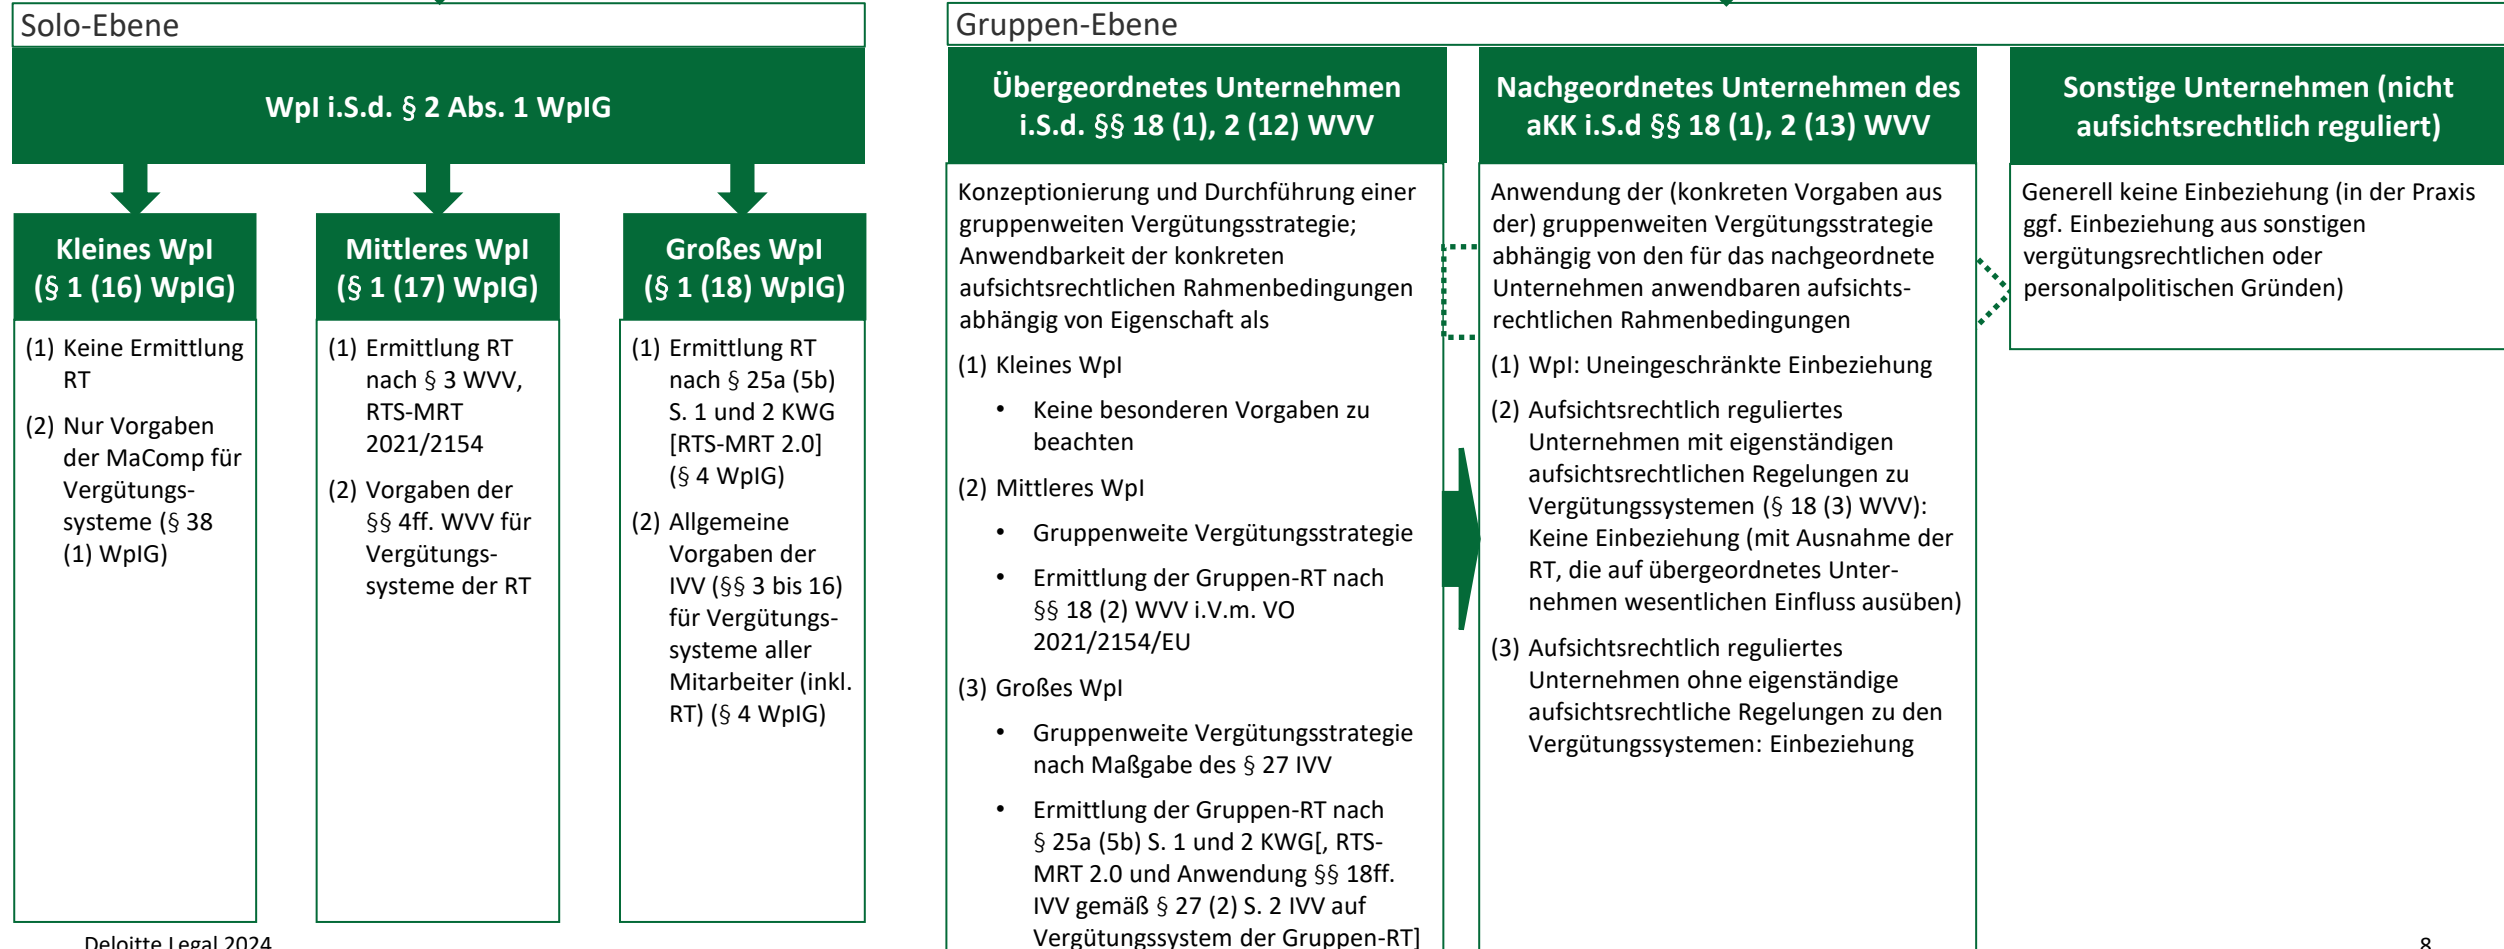 Solo-Ebene
WpI i.S.d. § 2 Abs. 1 WpIG
Kleines WpI
(§ 1 (16) WpIG)
(1) Keine Ermittlung
RT
(2) Nur Vorgaben
der MaComp für
Vergütungs-
systeme (§ 38
(1) WpIG)
Mittleres WpI
(§ 1 (17) WpIG)
(1) Ermittlung RT
nach § 3 WVV,
RTS-MRT
2021/2154
(2) Vorgaben der
§§ 4ff. WVV für
Vergütungs-
systeme der RT
Großes WpI
(§ 1 (18) WpIG)
(1) Ermittlung RT
nach § 25a (5b)
S. 1 und 2 KWG
[RTS-MRT 2.0]
(§ 4 WpIG)
(2) Allgemeine
Vorgaben der
IVV (§§ 3 bis 16)
für Vergütungs-
systeme aller
Mitarbeiter (inkl.
RT) (§ 4 WpIG)
Gruppen-Ebene
Übergeordnetes Unternehmen
i.S.d. §§ 18 (1), 2 (12) WVV
Konzeptionierung und Durchführung einer
gruppenweiten Vergütungsstrategie;
Anwendbarkeit der konkreten
aufsichtsrechtlichen Rahmenbedingungen
abhängig von Eigenschaft als
(1) Kleines WpI
• Keine besonderen Vorgaben zu
beachten
(2) Mittleres WpI
• Gruppenweite Vergütungsstrategie
• Ermittlung der Gruppen-RT nach
§§ 18 (2) WVV i.V.m. VO
2021/2154/EU
(3) Großes WpI
• Gruppenweite Vergütungsstrategie
nach Maßgabe des § 27 IVV
• Ermittlung der Gruppen-RT nach
§ 25a (5b) S. 1 und 2 KWG[, RTS-
MRT 2.0 und Anwendung §§ 18ff.
IVV gemäß § 27 (2) S. 2 IVV auf
Vergütungssystem der Gruppen-RT]
Nachgeordnetes Unternehmen des
aKK i.S.d §§ 18 (1), 2 (13) WVV
Anwendung der (konkreten Vorgaben aus
der) gruppenweiten Vergütungsstrategie
abhängig von den für das nachgeordnete
Unternehmen anwendbaren aufsichts-
rechtlichen Rahmenbedingungen
(1) WpI: Uneingeschränkte Einbeziehung
(2) Aufsichtsrechtlich reguliertes
Unternehmen mit eigenständigen
aufsichtsrechtlichen Regelungen zu
Vergütungssystemen (§ 18 (3) WVV):
Keine Einbeziehung (mit Ausnahme der
RT, die auf übergeordnetes Unter-
nehmen wesentlichen Einfluss ausüben)
(3) Aufsichtsrechtlich reguliertes
Unternehmen ohne eigenständige
aufsichtsrechtliche Regelungen zu den
Vergütungssystemen: Einbeziehung
Sonstige Unternehmen (nicht
aufsichtsrechtlich reguliert)
Generell keine Einbeziehung (in der Praxis
ggf. Einbeziehung aus sonstigen
vergütungsrechtlichen oder
personalpolitischen Gründen)
Deloitte Legal 2024
8